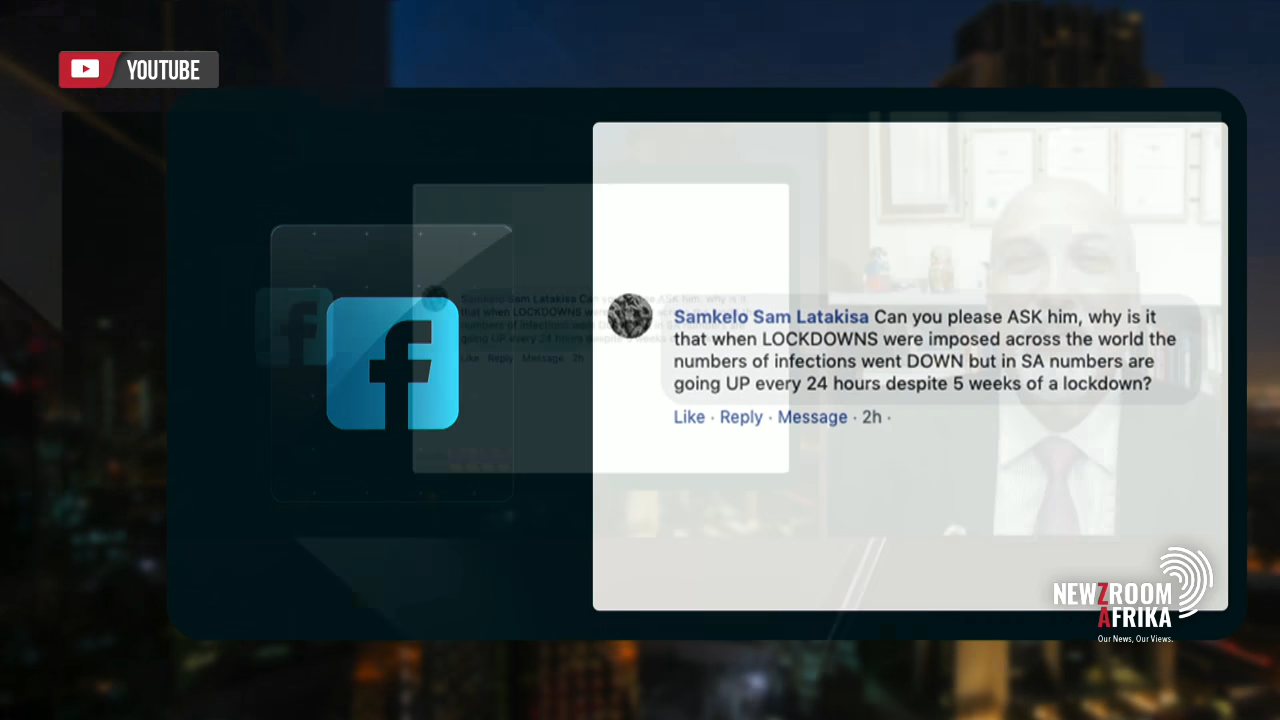 YOUTUBE
Samkelo Sam Latakisa Can you please ASK him, why is it
that when LOCKDOWNS were imposed across the world the
numbers of infections went DOWN but in SA numbers are
going UP every 24 hours despite 5 weeks of a lockdown?
Like · Reply · Message · 2h ·
NEWZROOM
AFRIKA
Our News, Our Views.